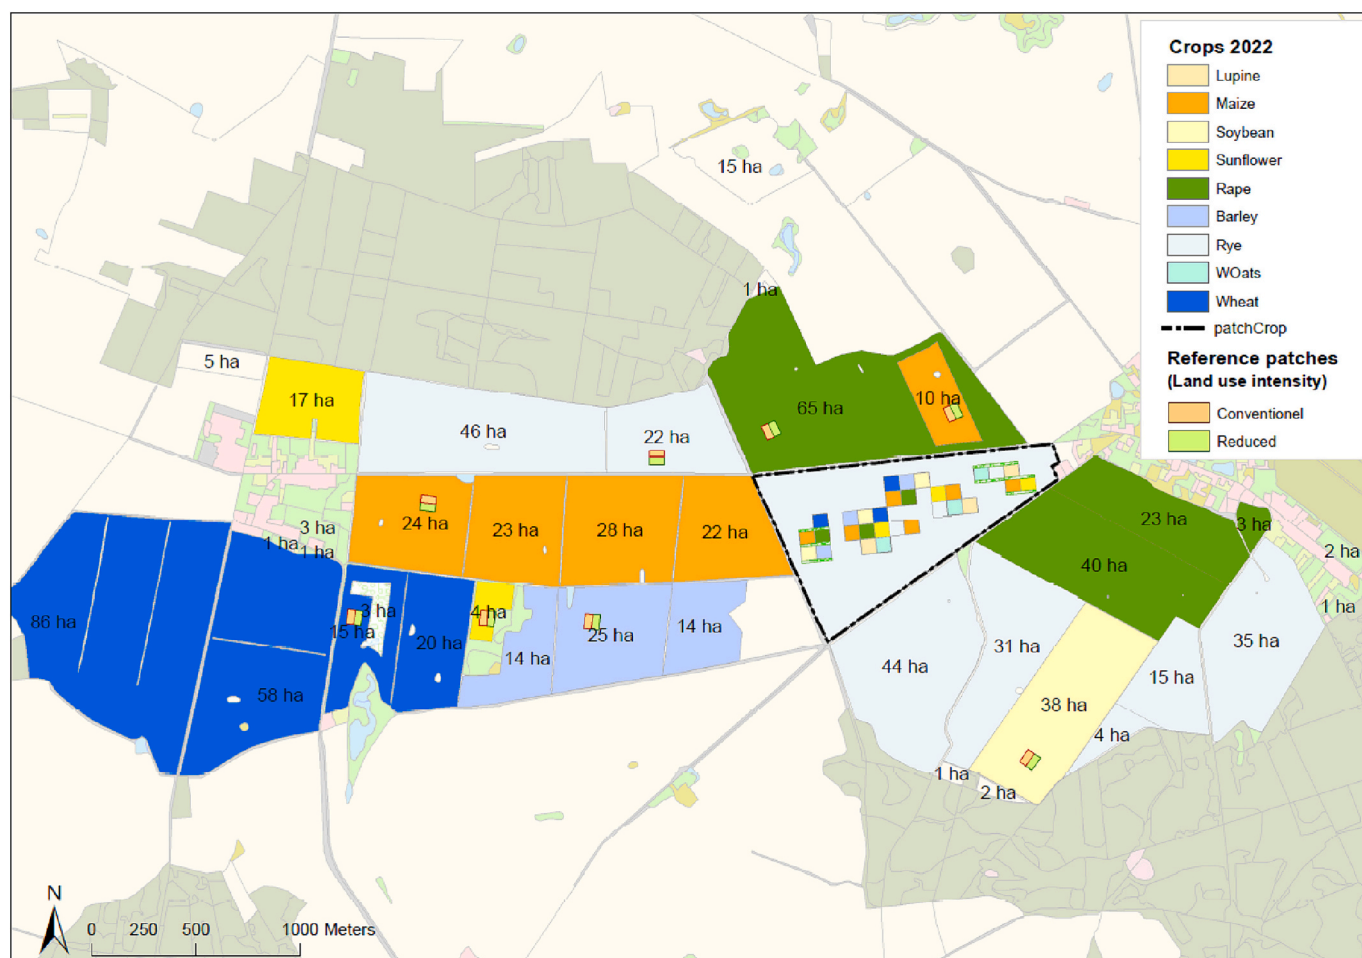 Crops 2022
Lupine
Maize
Soybean
Sunflower
Rape
Barley
Rye
WOats
Wheat
patchCrop
Reference patches
(Land use intensity)
Conventionel
Reduced
15 ha
1 ha
5 ha
17 ha
46 ha
22 ha
65 ha
10 ha
24 ha
23 ha
28 ha
22 ha
3 ha
1 ha
1 ha
23 ha
3 ha
40 ha
2 ha
1 ha
86 ha
58 ha
15 ha
3 ha
20 ha
4 ha
14 ha
25 ha
14 ha
44 ha
31 ha
38 ha
15 ha
35 ha
4 ha
1 ha
2 ha
N
0 250 500 1000 Meters